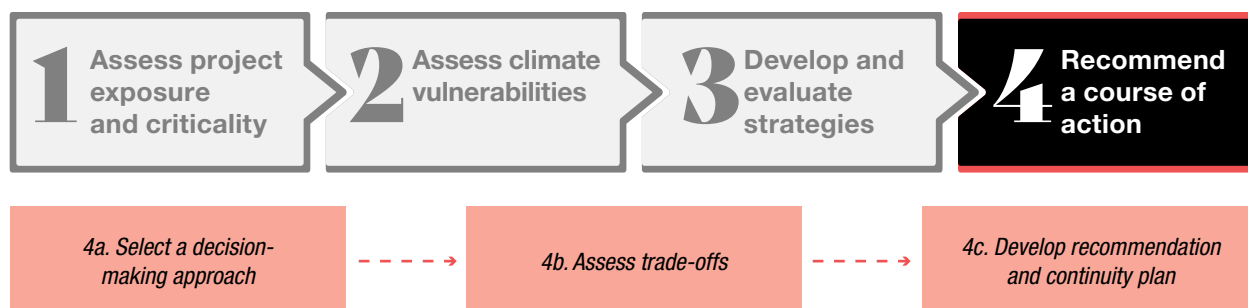 1
Assess project
exposure
and criticality
2
Assess climate
vulnerabilities
3
Develop and
evaluate
strategies
4
Recommend
a course of
action
4a. Select a decision-
making approach
4b. Assess trade-offs
4c. Develop recommendation
and continuity plan